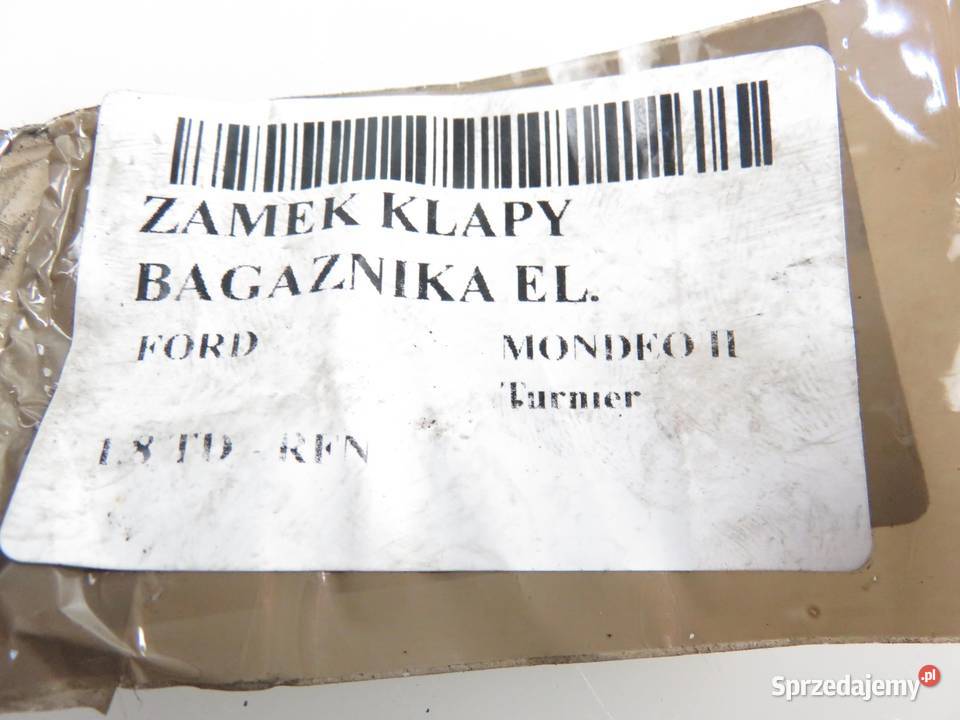 ZAMEK KLAPY
BAGAZNIKA EL.
FORD MONDEO II
Turnier
1.8 TD - RFN
Sprzedajemy.pl